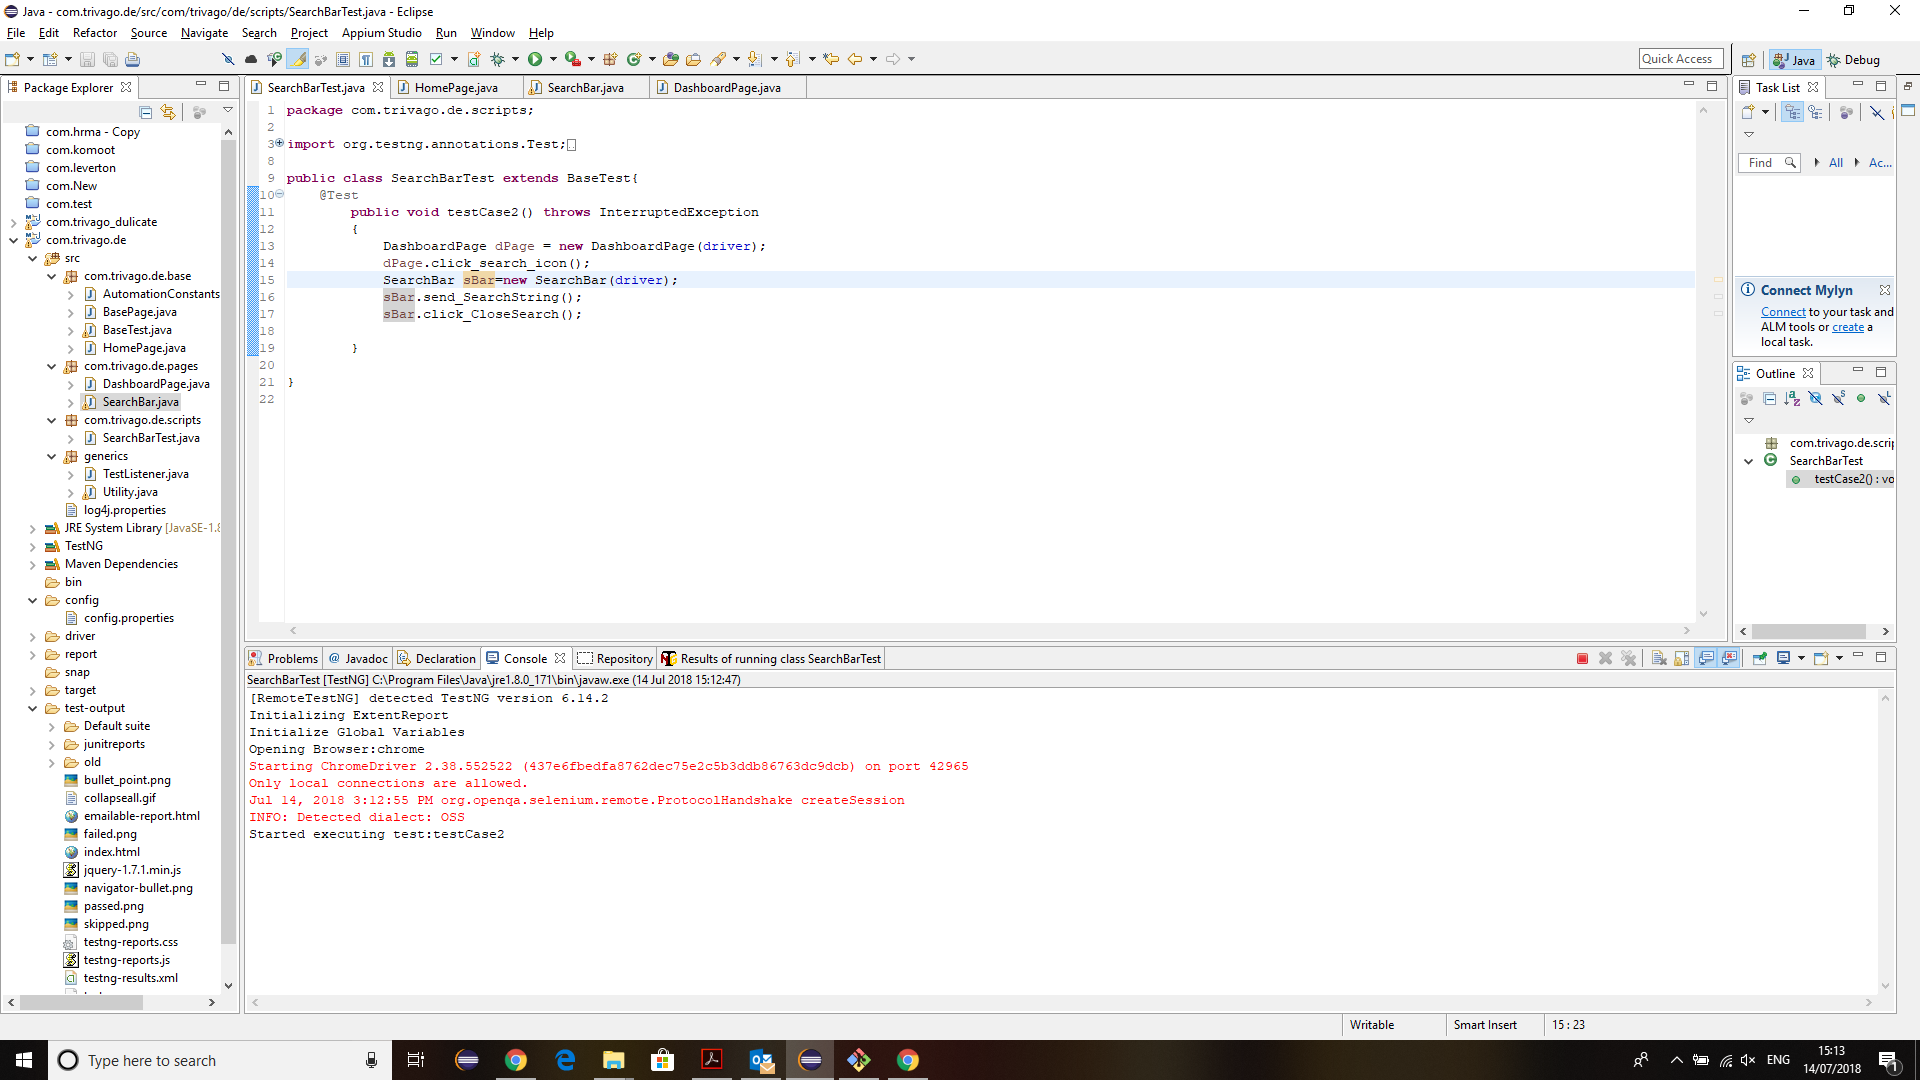 Java - com.trivago.de/src/com/trivago/de/scripts/SearchBarTest.java - Eclipse
File Edit Refactor Source Navigate Search Project Appium Studio Run Window Help
Quick Access
Java
Debug
Package Explorer
com.hrma - Copy
com.komoot
com.leverton
com.New
com.test
com.trivago_dulicate
com.trivago.de
src
com.trivago.de.base
AutomationConstants
BasePage.java
BaseTest.java
HomePage.java
com.trivago.de.pages
DashboardPage.java
SearchBar.java
com.trivago.de.scripts
SearchBarTest.java
generics
TestListener.java
Utility.java
log4j.properties
JRE System Library [JavaSE-1.8
TestNG
Maven Dependencies
bin
config
config.properties
driver
report
snap
target
test-output
Default suite
junitreports
old
bullet_point.png
collapseall.gif
emailable-report.html
failed.png
index.html
jquery-1.7.1.min.js
navigator-bullet.png
passed.png
skipped.png
testng-reports.css
testng-reports.js
testng-results.xml
SearchBarTest.java HomePage.java SearchBar.java DashboardPage.java
1 package com.trivago.de.scripts;
2
3 import org.testng.annotations.Test;
8
9 public class SearchBarTest extends BaseTest{
10 @Test
11 public void testCase2() throws InterruptedException
12 {
13 DashboardPage dPage = new DashboardPage(driver);
14 dPage.click_search_icon();
15 SearchBar sBar=new SearchBar(driver);
16 sBar.send_SearchString();
17 sBar.click_CloseSearch();
18
19 }
20
21 }
22
Task List
Find All Ac...
Connect Mylyn
Connect to your task and
ALM tools or create a
local task.
Outline
com.trivago.de.scrip
SearchBarTest
testCase2() : vo
Problems Javadoc Declaration Console Repository Results of running class SearchBarTest
SearchBarTest [TestNG] C:\Program Files\Java\jre1.8.0_171\bin\javaw.exe (14 Jul 2018 15:12:47)
[RemoteTestNG] detected TestNG version 6.14.2
Initializing ExtentReport
Initialize Global Variables
Opening Browser:chrome
Starting ChromeDriver 2.38.552522 (437e6fbedfa8762dec75e2c5b3ddb86763dc9dcb) on port 42965
Only local connections are allowed.
Jul 14, 2018 3:12:55 PM org.openqa.selenium.remote.ProtocolHandshake createSession
INFO: Detected dialect: OSS
Started executing test:testCase2
Writable Smart Insert 15 : 23
Type here to search
ENG
15:13
14/07/2018
1